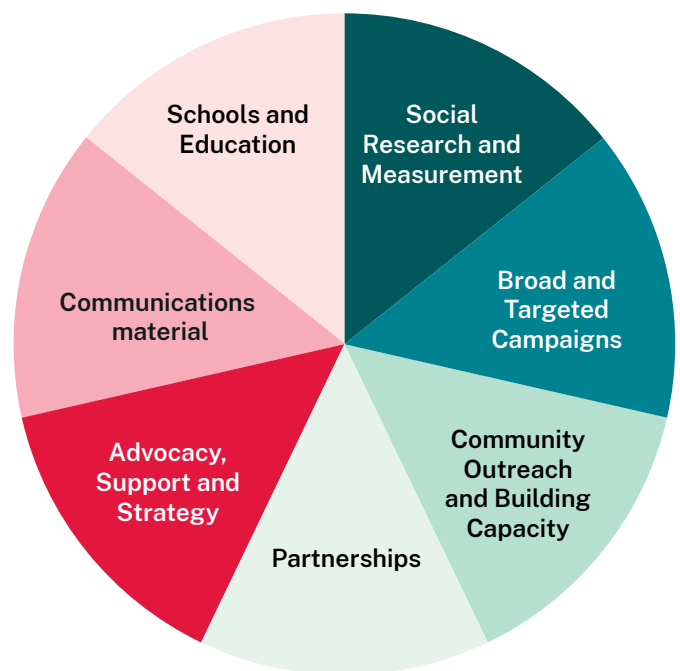 Schools and
Education
Social
Research and
Measurement
Broad and
Targeted
Campaigns
Community
Outreach
and Building
Capacity
Partnerships
Advocacy,
Support and
Strategy
Communications
material